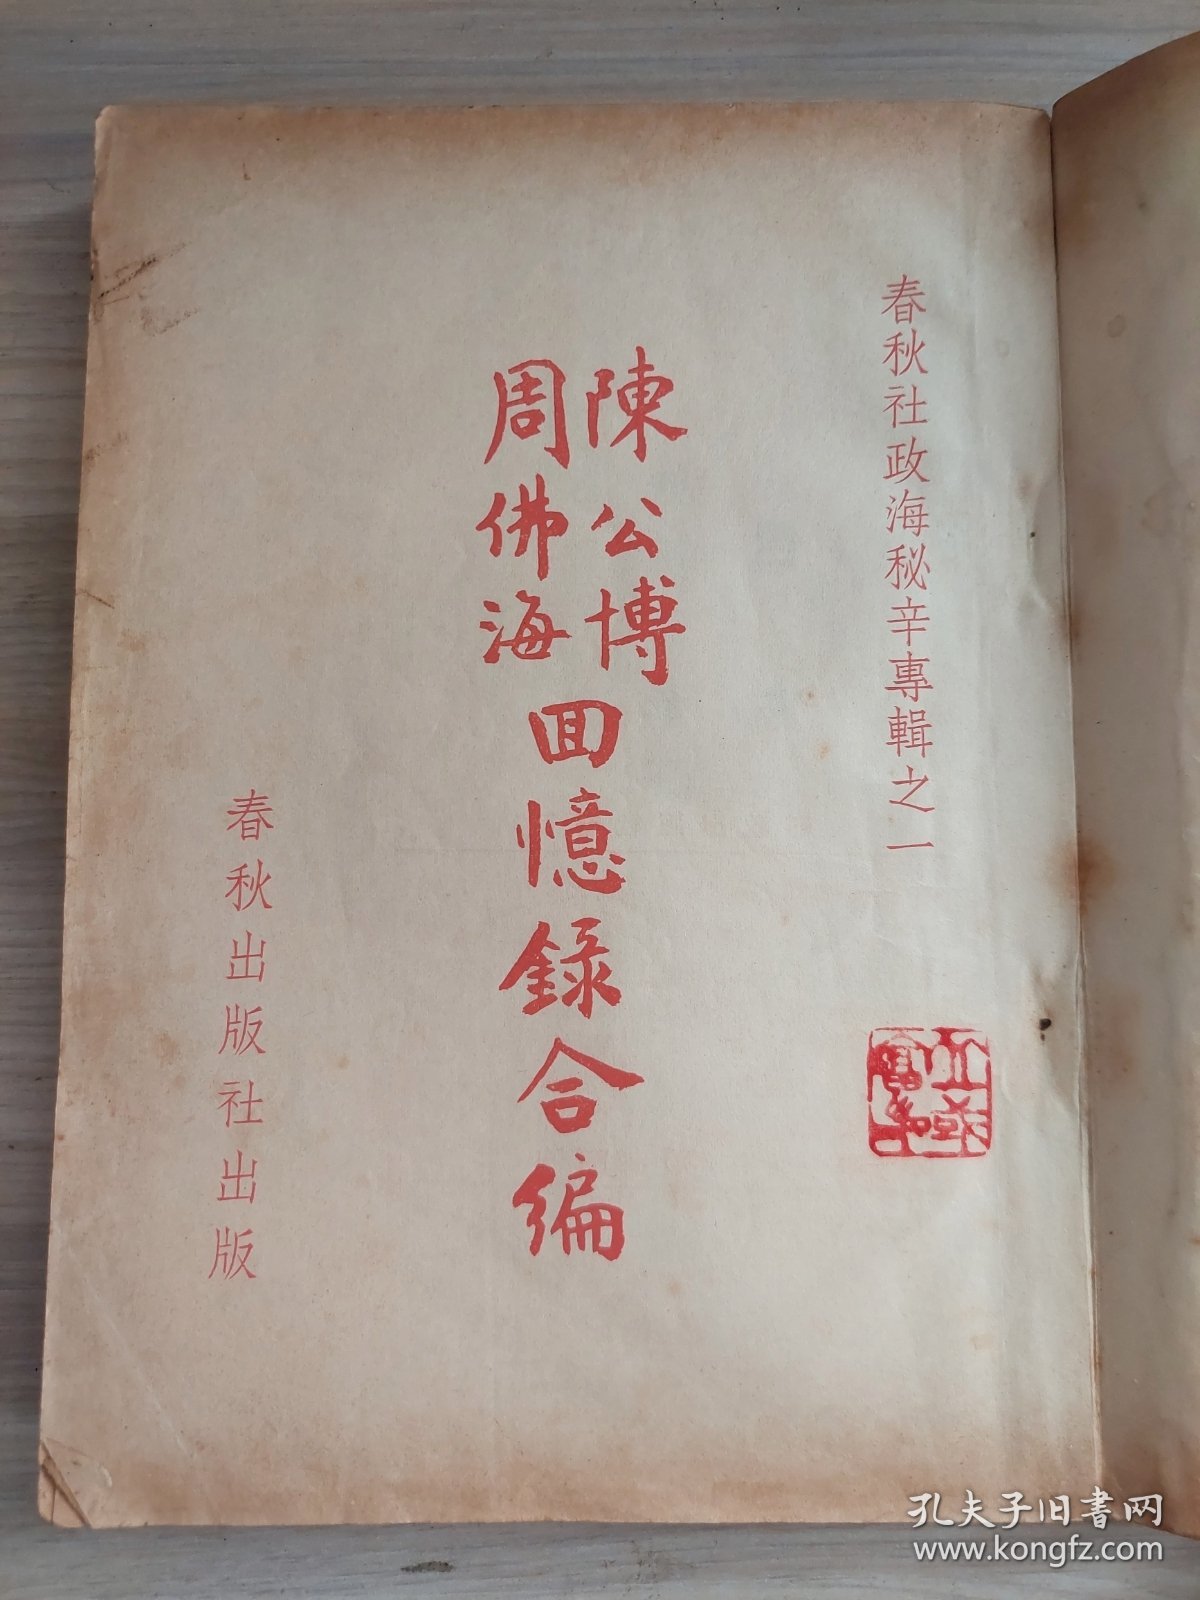 春秋社政海秘辛專輯之一
陳公博
周佛海
回憶錄合編
春秋出版社出版
孔夫子旧書网
www.kongfz.com